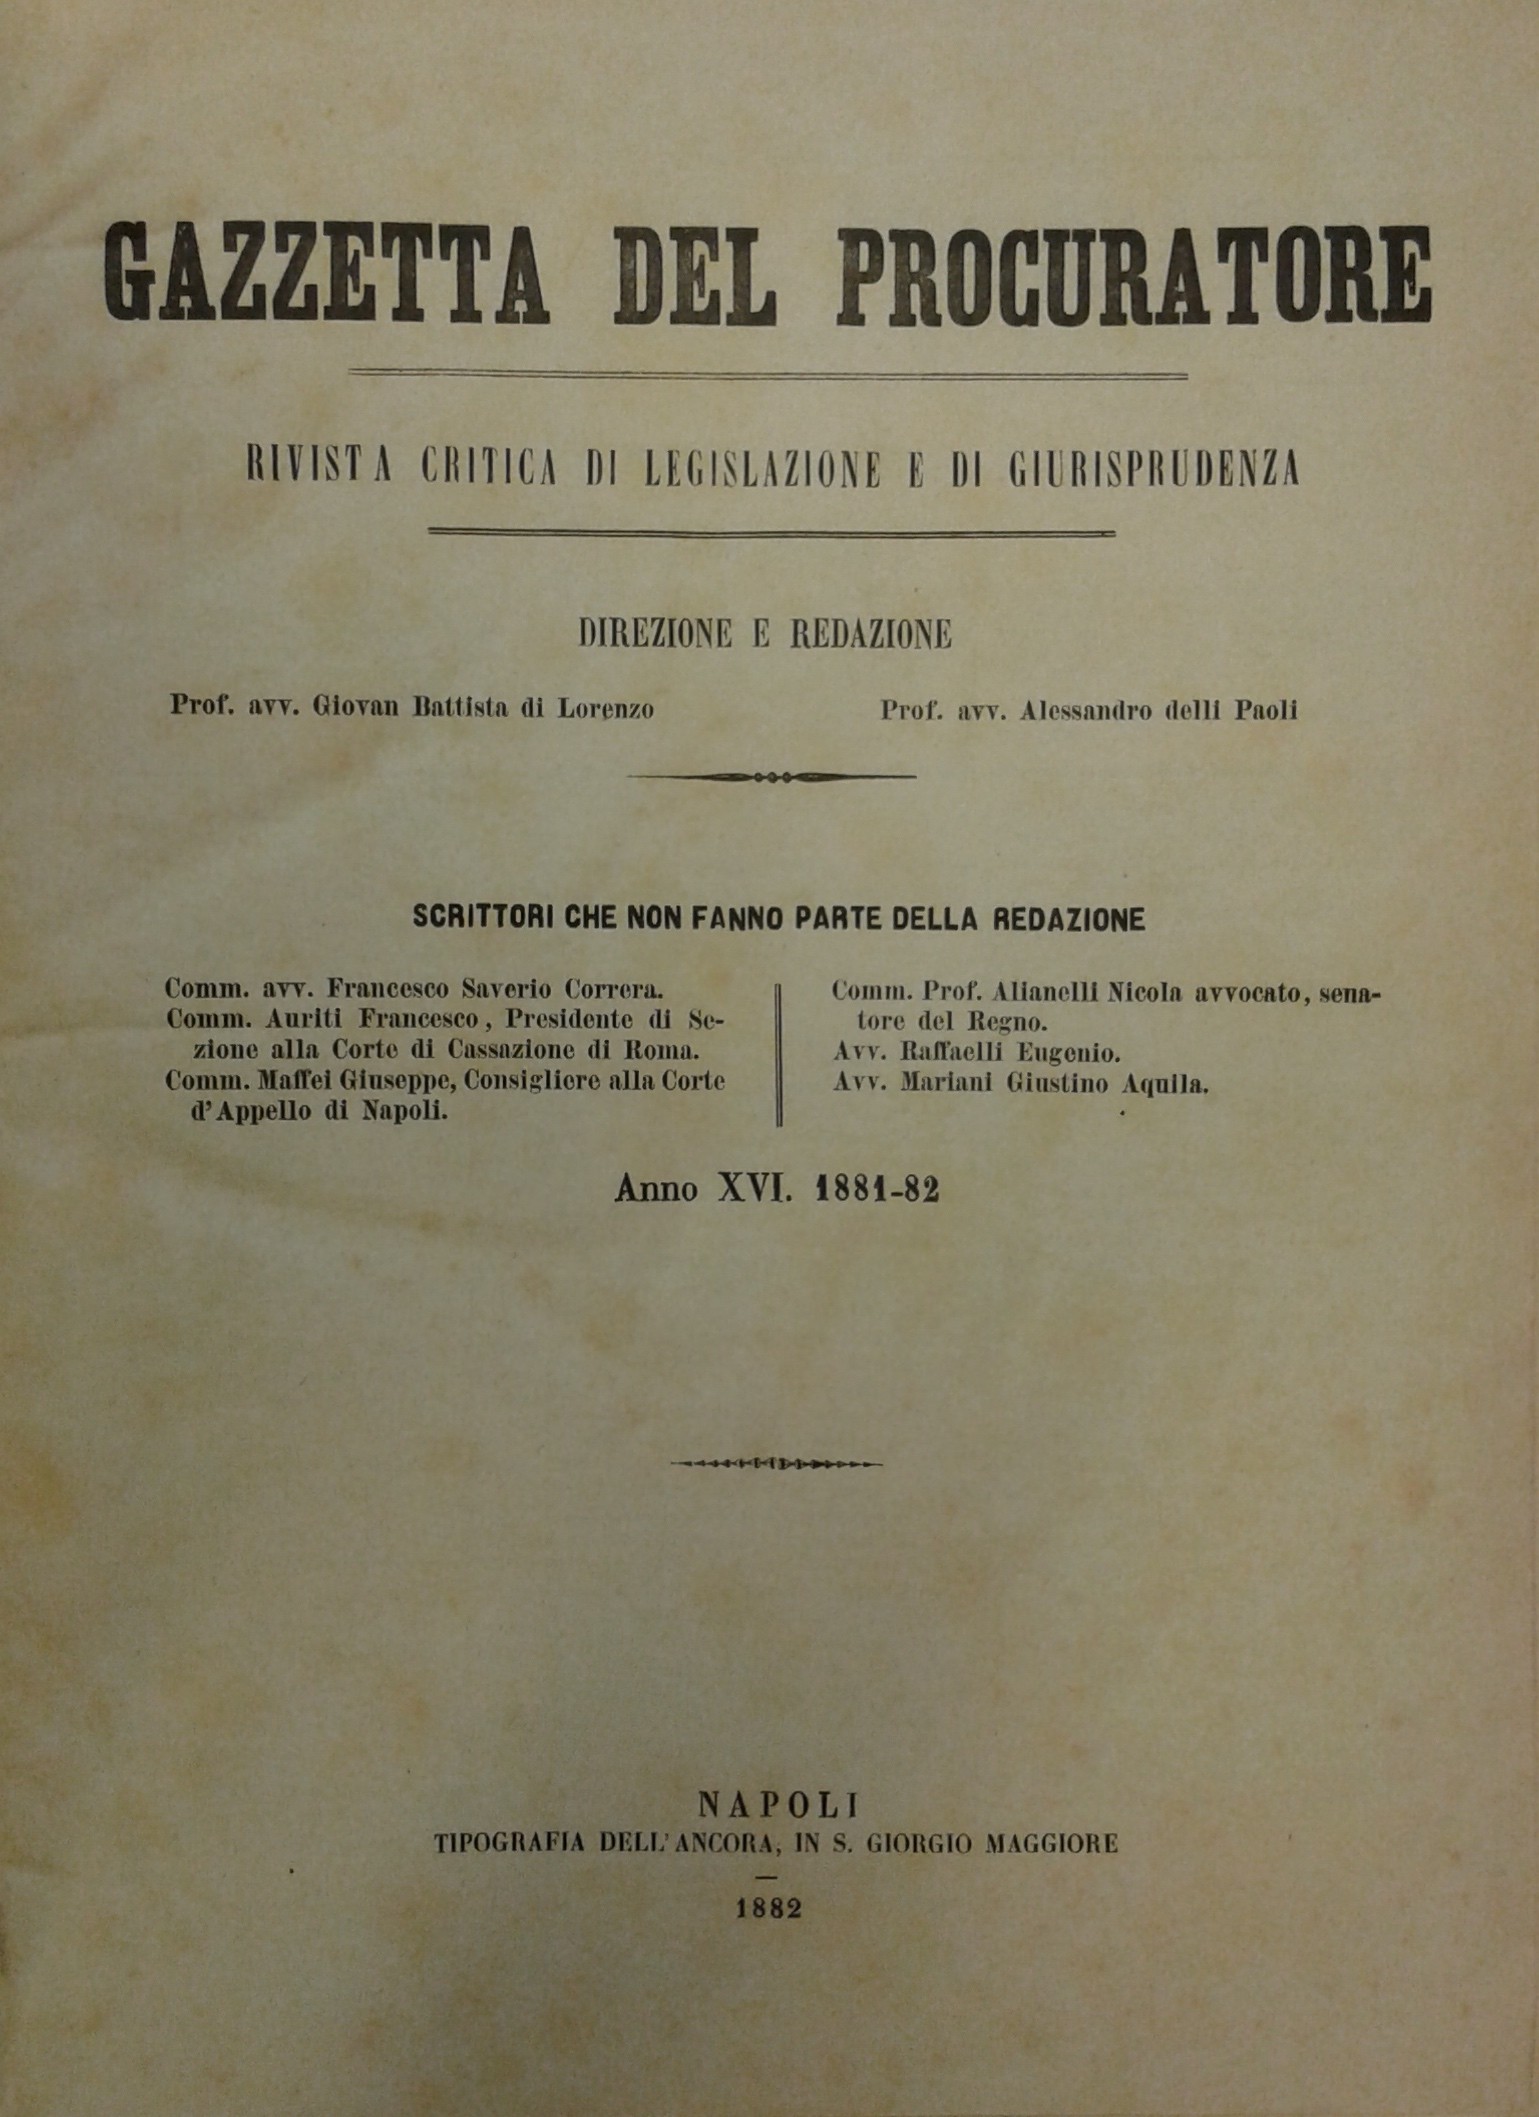 GAZZETTA DEL PROCURATORE
RIVISTA CRITICA DI LEGISLAZIONE E DI GIURISPRUDENZA
DIREZIONE E REDAZIONE
Prof. avv. Giovan Battista di Lorenzo
Prof. avv. Alessandro delli Paoli
SCRITTORI CHE NON FANNO PARTE DELLA REDAZIONE
Comm. avv. Francesco Saverio Correra.
Comm. Auriti Francesco, Presidente di Se-
zione alla Corte di Cassazione di Roma.
Comm. Maffei Giuseppe, Consigliere alla Corte
d'Appello di Napoli.
Comm. Prof. Alianelli Nicola avvocato, sena-
tore del Regno.
Avv. Raffaelli Eugenio.
Avv. Mariani Giustino Aquila.
Anno XVI. 1881-82
NAPOLI
TIPOGRAFIA DELL'ANCORA, IN S. GIORGIO MAGGIORE
1882